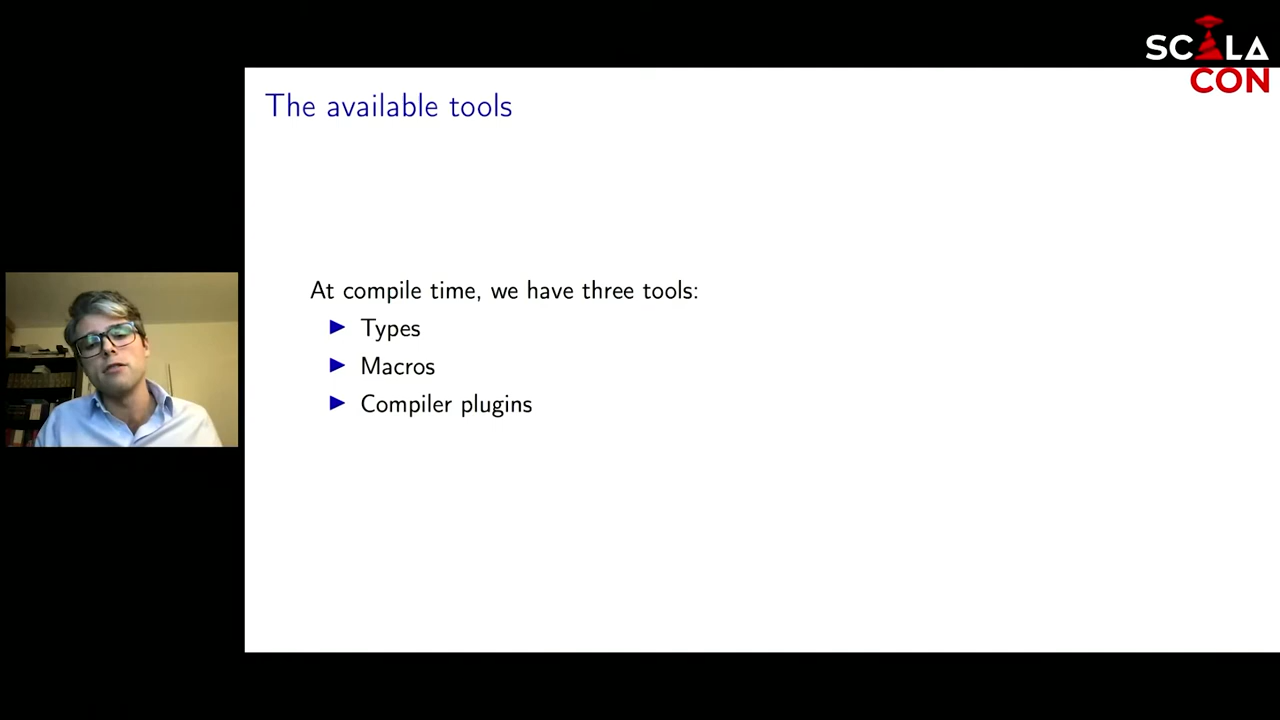 SCALA
CON
The available tools
At compile time, we have three tools:
Types
Macros
Compiler plugins